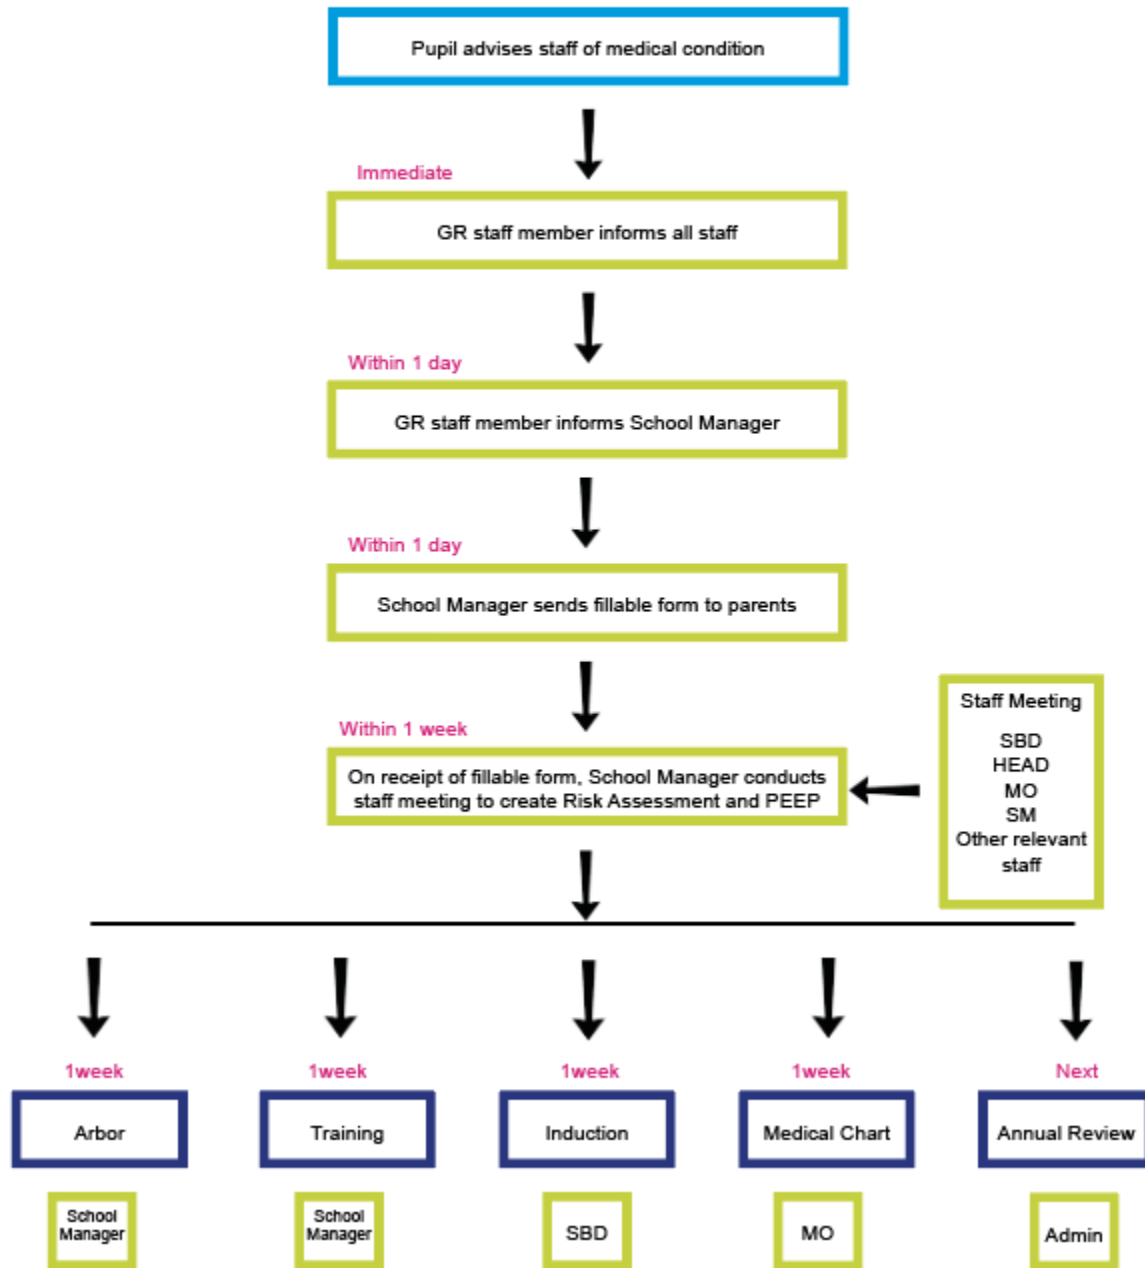 Pupil advises staff of medical condition
Immediate
GR staff member informs all staff
Within 1 day
GR staff member informs School Manager
Within 1 day
School Manager sends fillable form to parents
Within 1 week
On receipt of fillable form, School Manager conducts
staff meeting to create Risk Assessment and PEEP
Staff Meeting
SBD
HEAD
MO
SM
Other relevant
staff
1week
1week
1week
1week
Next
Arbor
Training
Induction
Medical Chart
Annual Review
School
Manager
School
Manager
SBD
MO
Admin